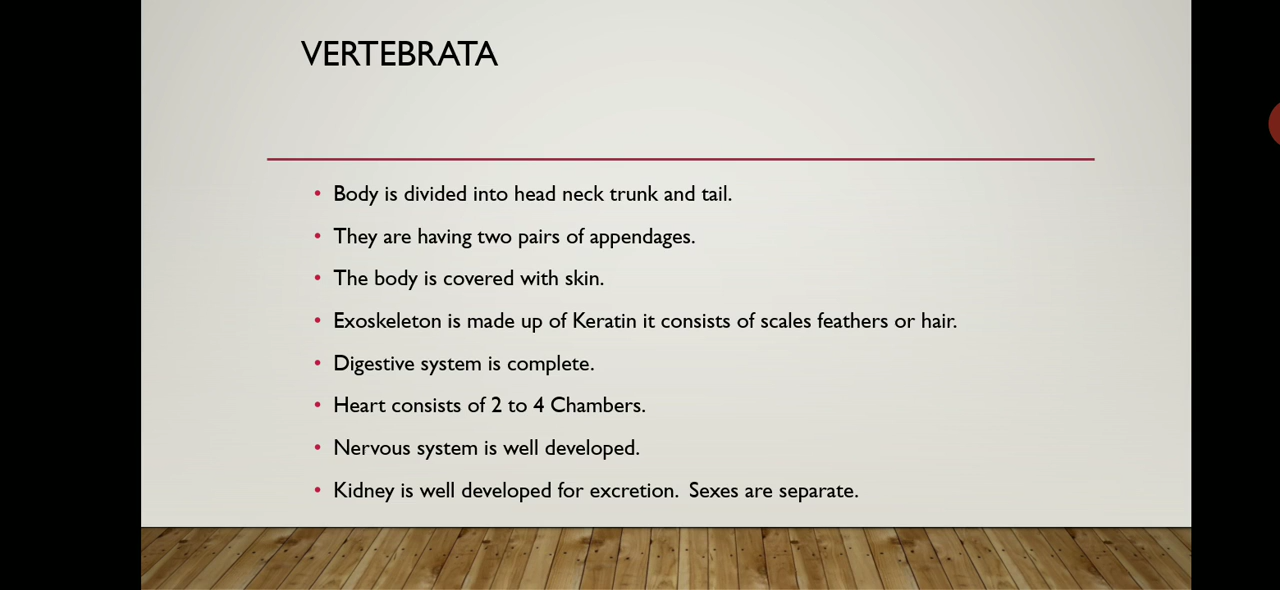 VERTEBRATA
• Body is divided into head neck trunk and tail.
• They are having two pairs of appendages.
• The body is covered with skin.
• Exoskeleton is made up of Keratin it consists of scales feathers or hair.
• Digestive system is complete.
• Heart consists of 2 to 4 Chambers.
• Nervous system is well developed.
• Kidney is well developed for excretion.  Sexes are separate.